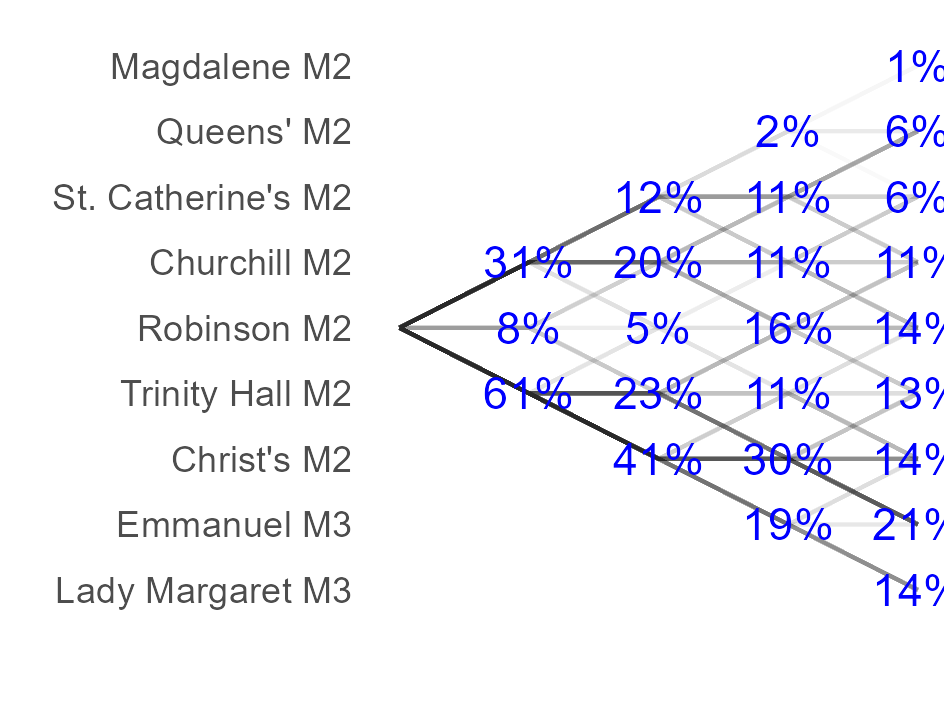 Magdalene M2 1%
Queens' M2 2% 6%
St. Catherine's M2 12% 11% 6%
Churchill M2 31% 20% 11% 11%
Robinson M2 8% 5% 16% 14%
Trinity Hall M2 61% 23% 11% 13%
Christ's M2 41% 30% 14%
Emmanuel M3 19% 21%
Lady Margaret M3 14%